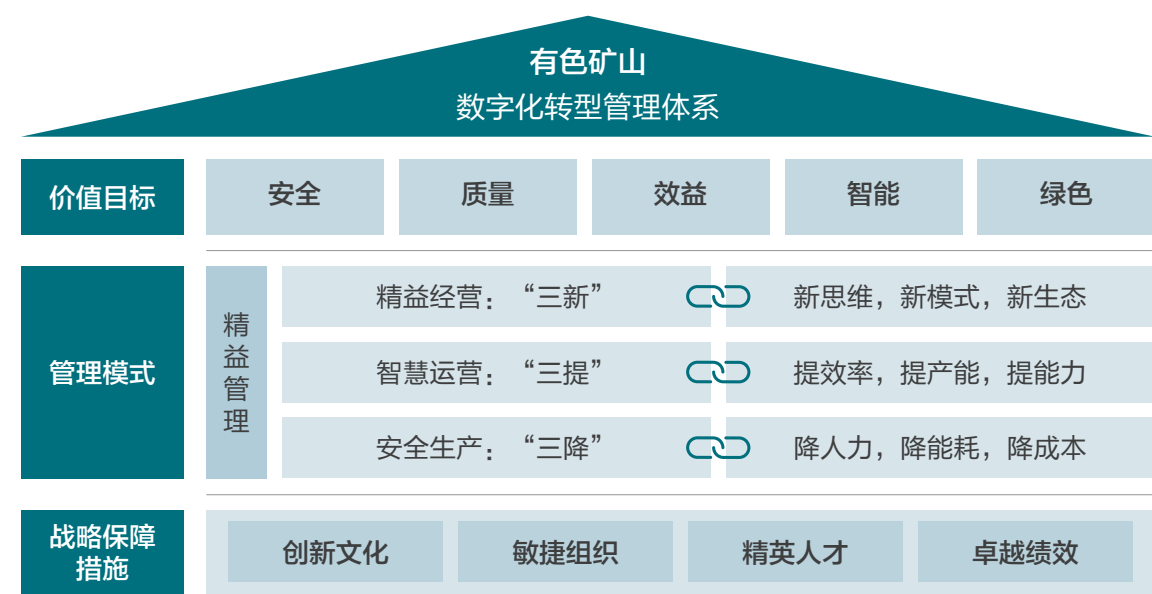 有色矿山
数字化转型管理体系
价值目标
安全
质量
效益
智能
绿色
管理模式
精益管理
精益经营：“三新”
新思维，新模式，新生态
智慧运营：“三提”
提效率，提产能，提能力
安全生产：“三降”
降人力，降能耗，降成本
战略保障
措施
创新文化
敏捷组织
精英人才
卓越绩效